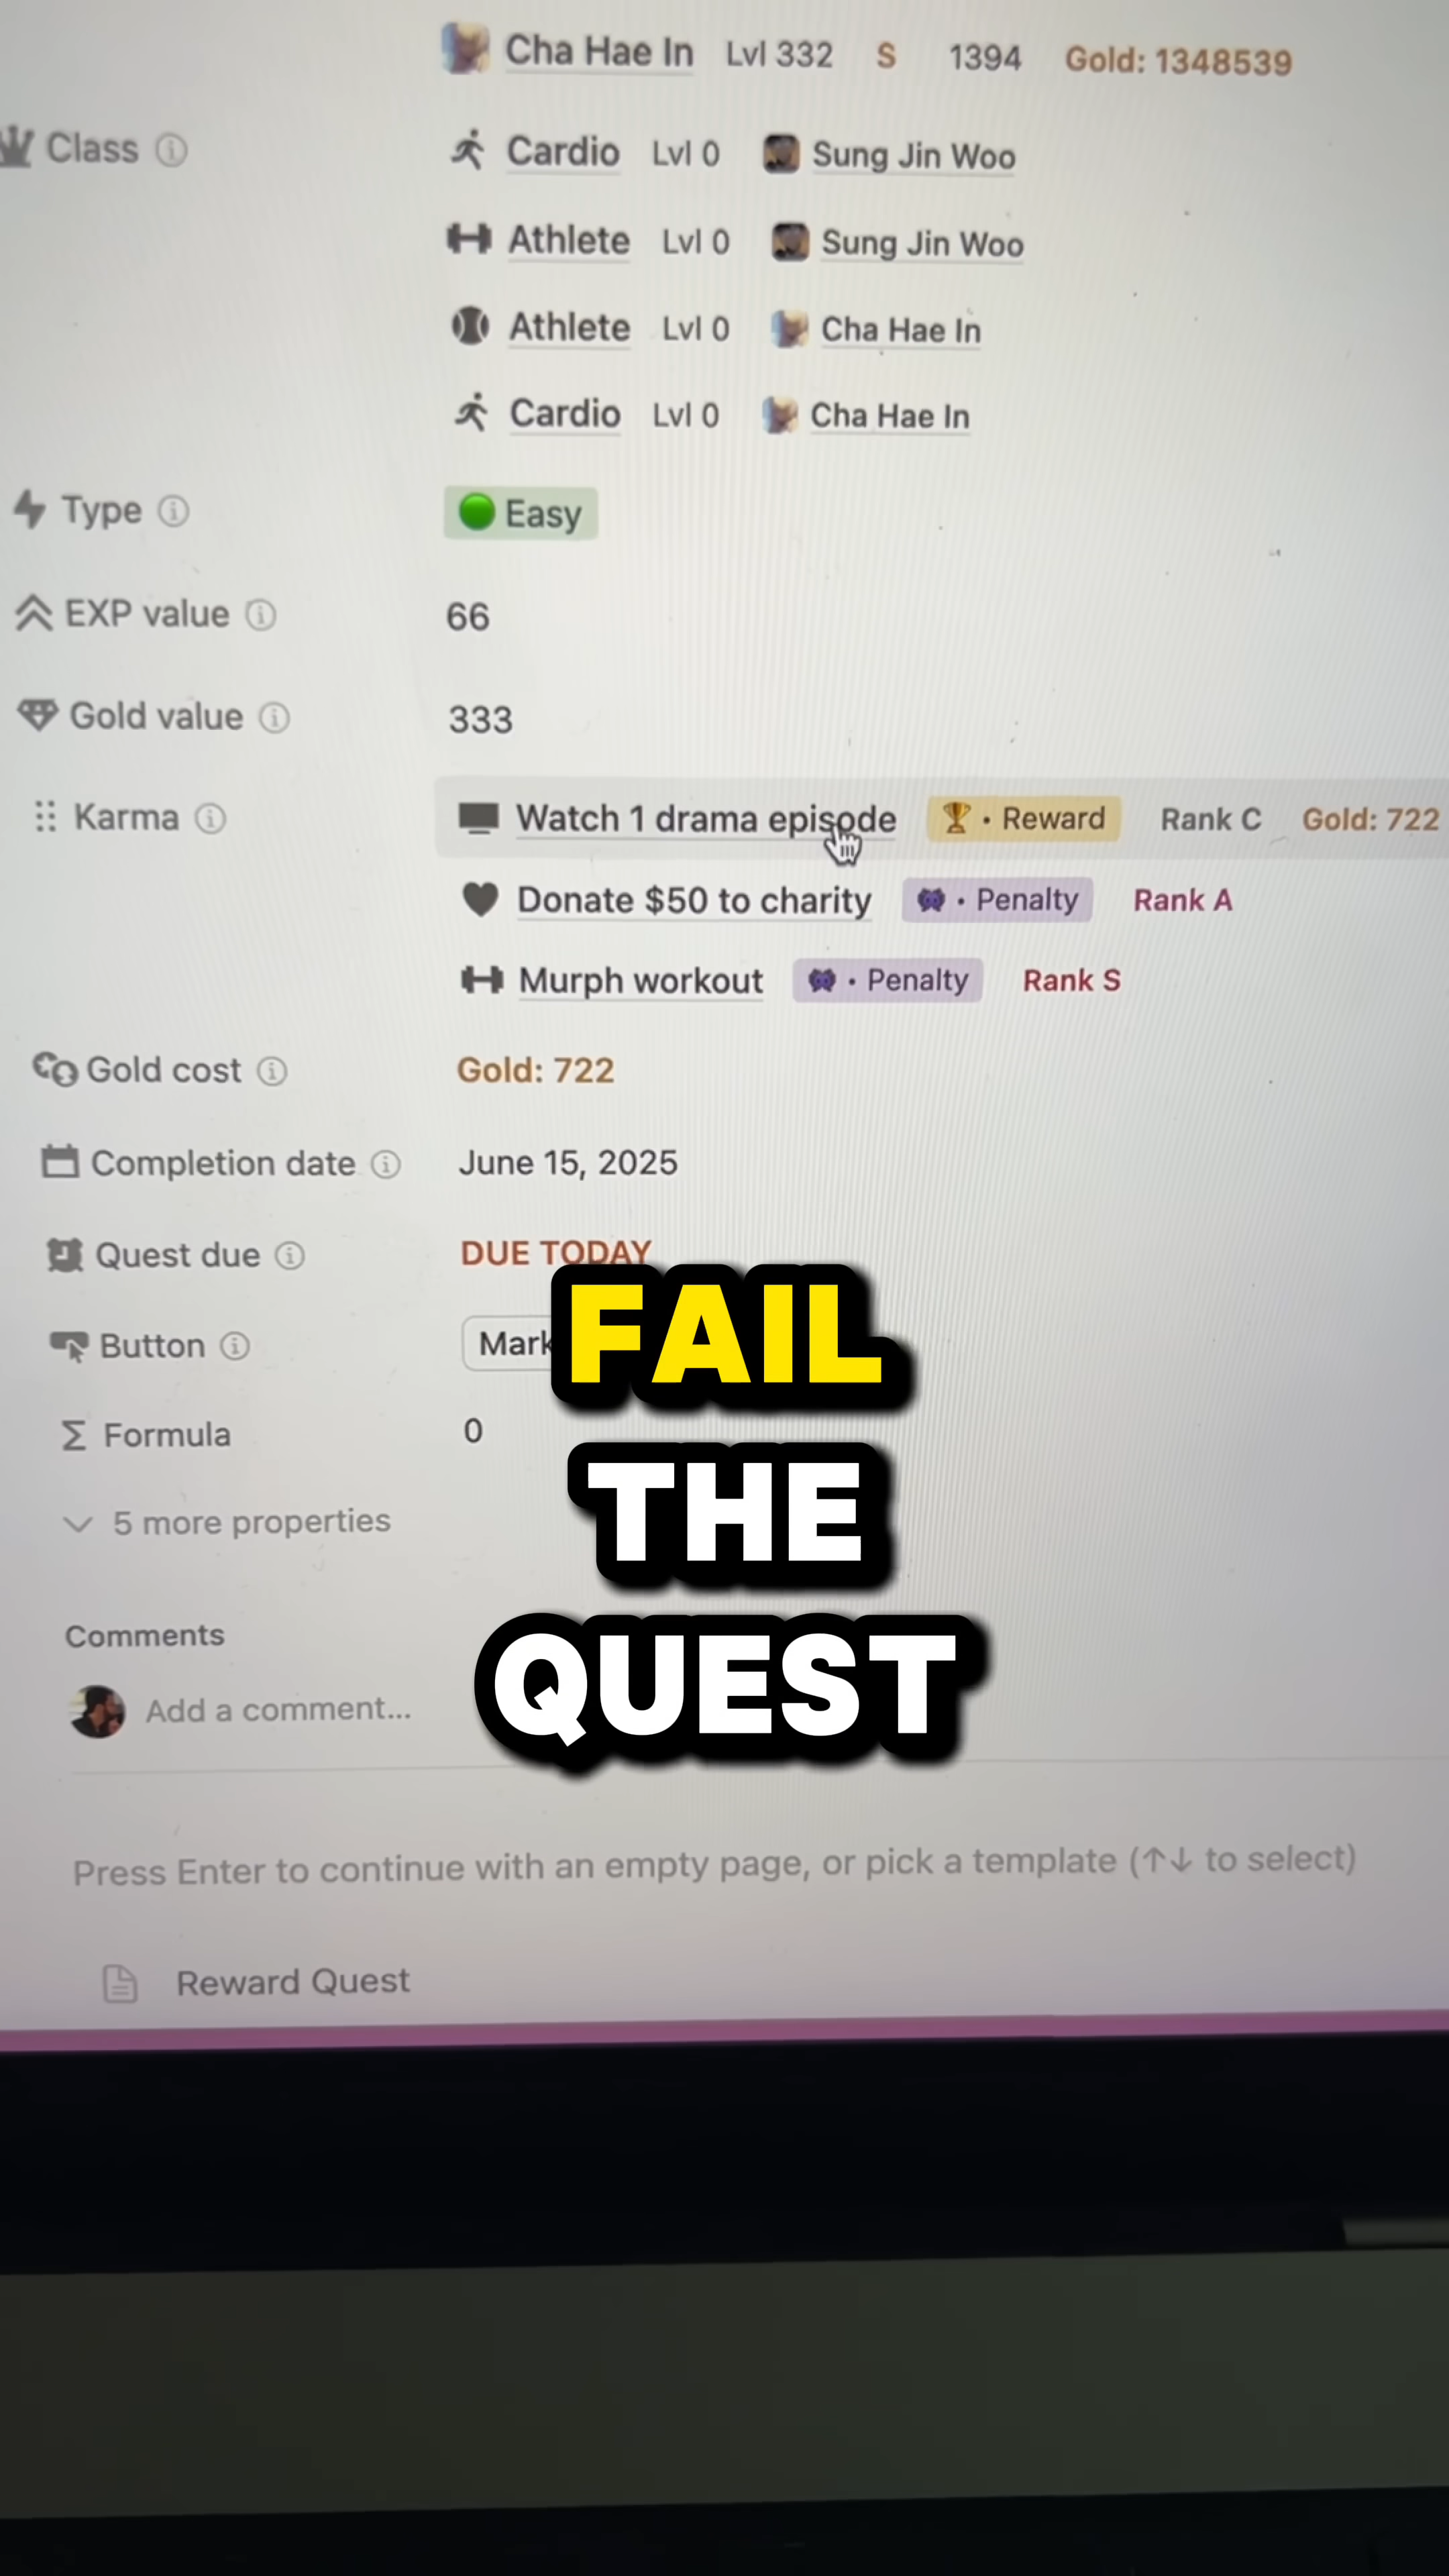 Cha Hae In Lvl 332 S 1394 Gold: 1348539
Class Cardio Lvl 0 Sung Jin Woo
Athlete Lvl 0 Sung Jin Woo
Athlete Lvl 0 Cha Hae In
Cardio Lvl 0 Cha Hae In
Type Easy
EXP value 66
Gold value 333
Karma Watch 1 drama episode • Reward Rank C Gold: 722
Donate $50 to charity • Penalty Rank A
Murph workout • Penalty Rank S
Gold cost Gold: 722
Completion date June 15, 2025
Quest due DUE TODAY
Button Mark
Formula 0
5 more properties
Comments
Add a comment...
FAIL
THE
QUEST
Press Enter to continue with an empty page, or pick a template (↑↓ to select)
Reward Quest